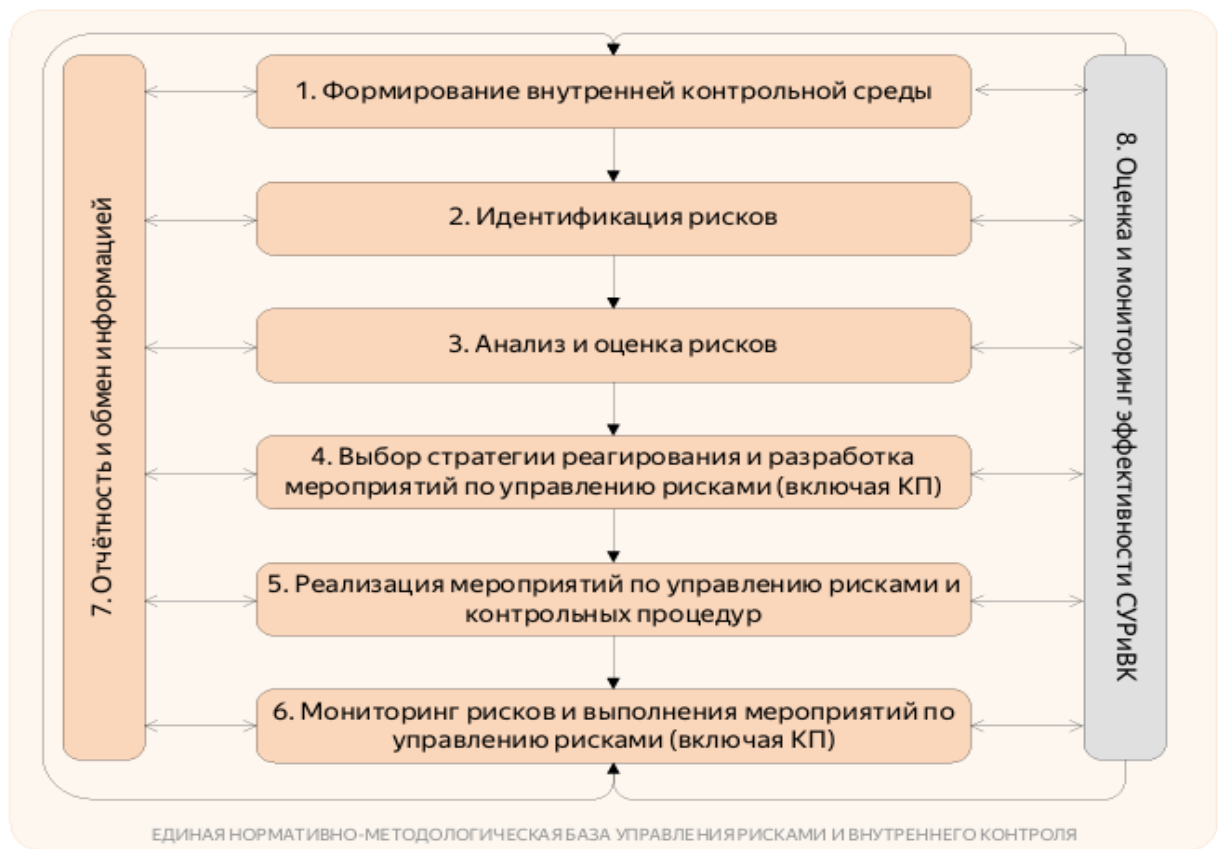 1. Формирование внутренней контрольной среды
2. Идентификация рисков
3. Анализ и оценка рисков
4. Выбор стратегии реагирования и разработка
мероприятий по управлению рисками (включая КП)
5. Реализация мероприятий по управлению рисками и
контрольных процедур
6. Мониторинг рисков и выполнения мероприятий по
управлению рисками (включая КП)
7. Отчётность и обмен информацией
8. Оценка и мониторинг эффективности СУРиВК
ЕДИНАЯ НОРМАТИВНО-МЕТОДОЛОГИЧЕСКАЯ БАЗА УПРАВЛЕНИЯ РИСКАМИ И ВНУТРЕННЕГО КОНТРОЛЯ